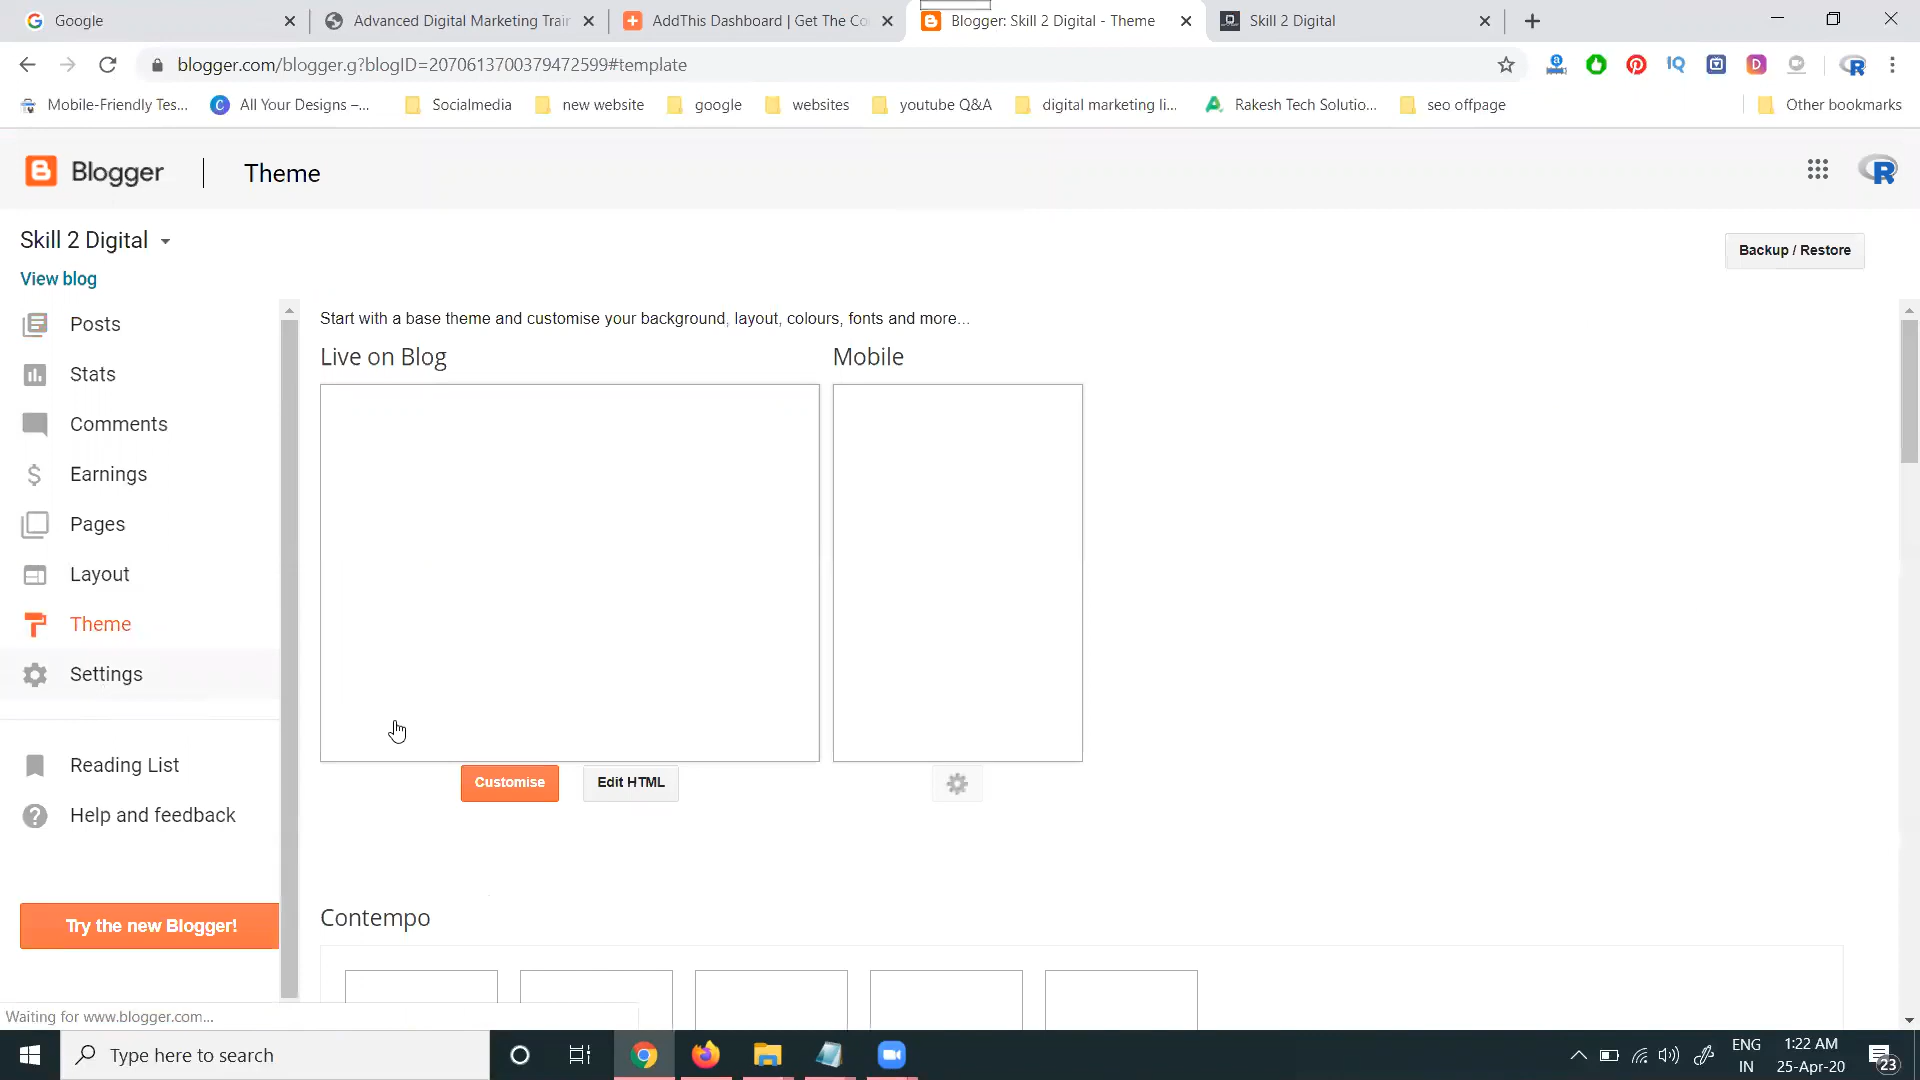 Google
Advanced Digital Marketing Trai
AddThis Dashboard | Get The Co
Blogger: Skill 2 Digital - Theme
Skill 2 Digital
blogger.com/blogger.g?blogID=2070613700379472599#template
Mobile-Friendly Tes...
All Your Designs –...
Socialmedia
new website
google
websites
youtube Q&A
digital marketing li...
Rakesh Tech Solutio...
seo offpage
Other bookmarks
Blogger
Theme
Skill 2 Digital
Backup / Restore
View blog
Posts
Stats
Comments
Earnings
Pages
Layout
Theme
Settings
Reading List
Help and feedback
Try the new Blogger!
Start with a base theme and customise your background, layout, colours, fonts and more...
Live on Blog
Mobile
Customise
Edit HTML
Contempo
Waiting for www.blogger.com...
Type here to search
ENG
IN
1:22 AM
25-Apr-20
23